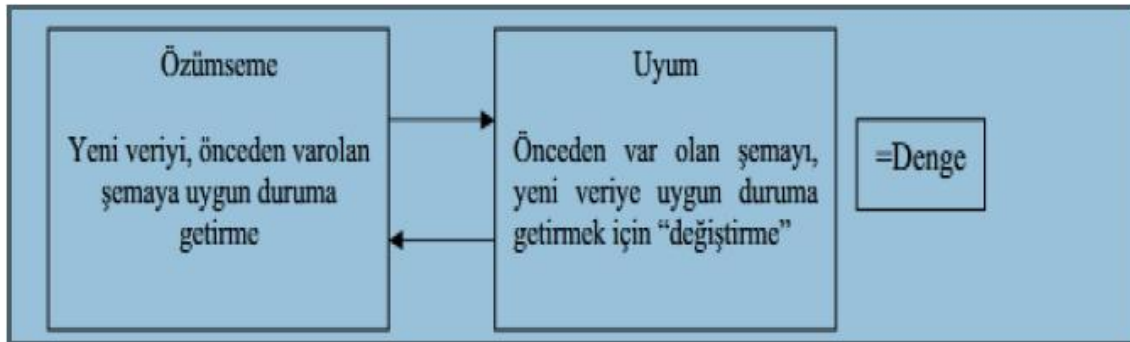 Özümseme
Yeni veriyi, önceden varolan
şemaya uygun duruma
getirme
Uyum
Önceden var olan şemayı,
yeni veriye uygun duruma
getirmek için “değiştirme”
=Denge